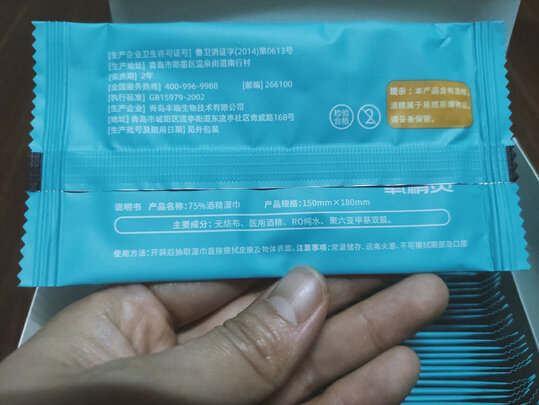 [生产企业卫生许可证号] 鲁卫消证字(2014)第0613号
[生产地址] 青岛市即墨区温泉街道南行村
[保质期] 2年
[全国服务热线] 400-996-9988 [邮编] 266100
[执行标准] GB15979-2002
[生产企业] 青岛丰瑞生物技术有限公司
[地址] 青岛市城阳区流亭街道东流亭社区青威路168号
[生产批号及限用日期] 见外包装
检验
合格
2
提示：本产品含有酒精，
酒精属于易燃易爆物品，
请妥善保管。
说明书 产品名称：75%酒精湿巾 产品规格：150mm×180mm
主要成分：无纺布、医用酒精、RO纯水、聚六亚甲基双胍。
使用方法：开袋后抽取湿巾直接擦拭皮肤及物体表面。注意事项：常温储存、远离火源、不可擦拭眼部及口腔